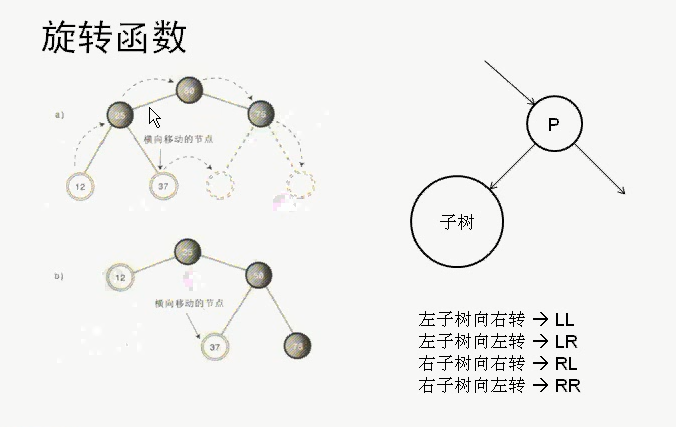 旋转函数
a)
50
25
75
横向移动的节点
12
37
b)
25
12
50
横向移动的节点
37
75
P
子树
左子树向右转 → LL
左子树向左转 → LR
右子树向右转 → RL
右子树向左转 → RR